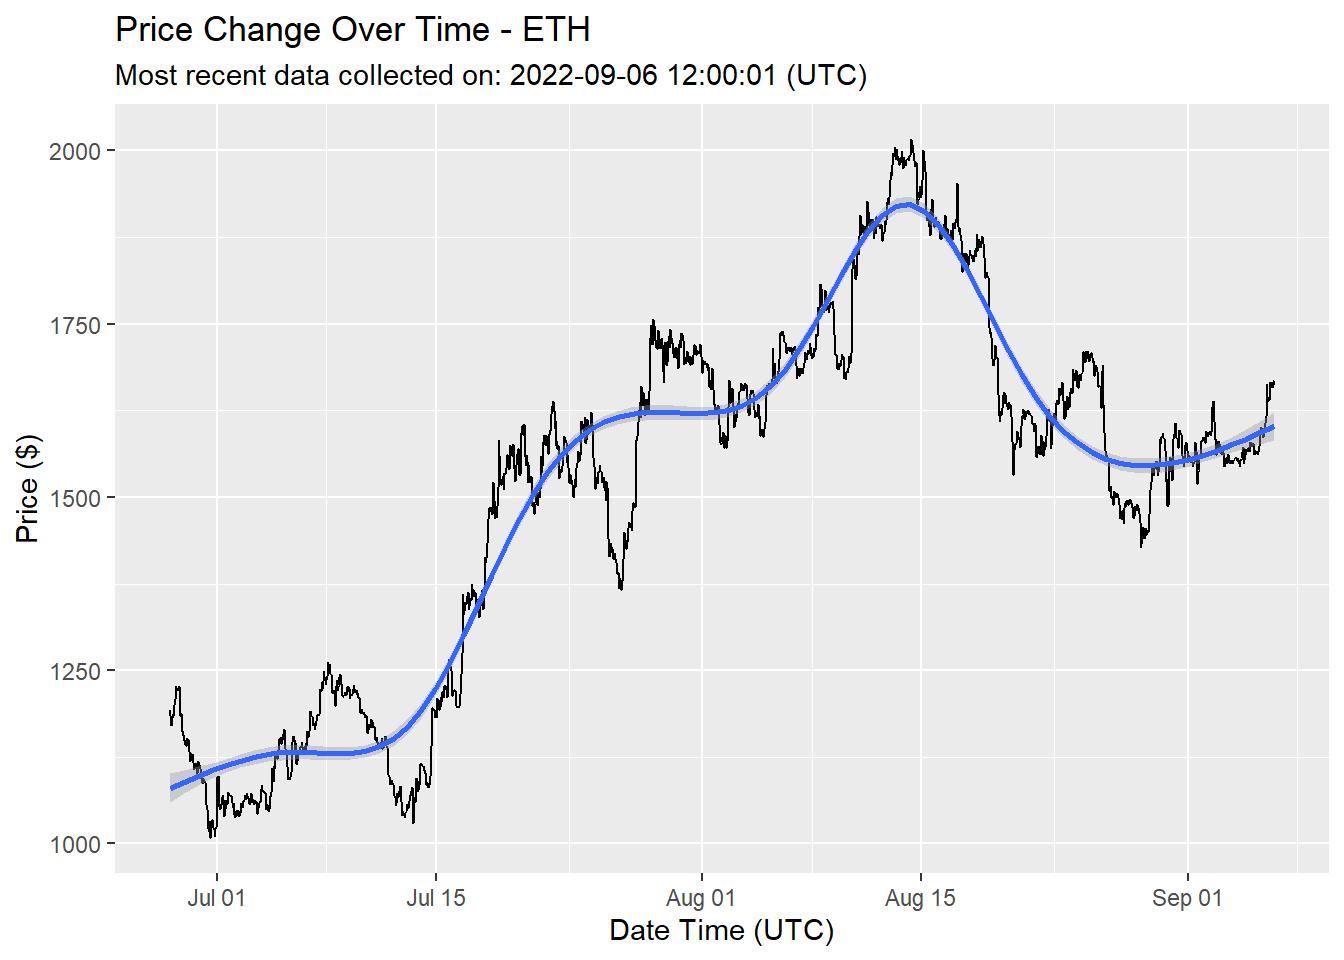 Price Change Over Time - ETH
Most recent data collected on: 2022-09-06 12:00:01 (UTC)
2000
1750
1500
1250
1000
Price ($)
Jul 01
Jul 15
Aug 01
Aug 15
Sep 01
Date Time (UTC)